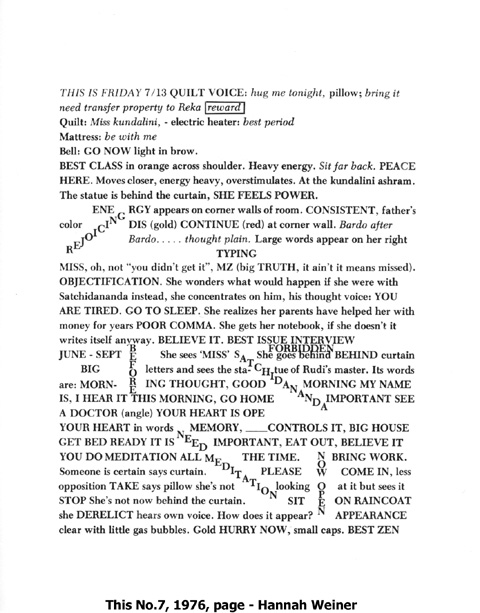 THIS IS FRIDAY 7/13 QUILT VOICE: hug me tonight, pillow; bring it
need transfer property to Reka reward
Quilt: Miss kundalini, - electric heater: best period
Mattress: be with me
Bell: GO NOW light in brow.
BEST CLASS in orange across shoulder. Heavy energy. Sit far back. PEACE
HERE. Moves closer, energy heavy, overstimulates. At the kundalini ashram.
The statue is behind the curtain, SHE FEELS POWER.
ENE RGY appears on corner walls of room. CONSISTENT, father's
color REJOICING DIS (gold) CONTINUE (red) at corner wall. Bardo after
Bardo..... thought plain. Large words appear on her right
TYPING
MISS, oh, not "you didn't get it", MZ (big TRUTH, it ain't it means missed).
OBJECTIFICATION. She wonders what would happen if she were with
Satchidananda instead, she concentrates on him, his thought voice: YOU
ARE TIRED. GO TO SLEEP. She realizes her parents have helped her with
money for years POOR COMMA. She gets her notebook, if she doesn't it
writes itself anyway. BELIEVE IT. BEST ISSUE INTERVIEW
FORBIDDEN
JUNE - SEPT BEFORE She sees 'MISS' SATCHIDANANDA She goes behind BEHIND curtain
BIG letters and sees the statue of Rudi's master. Its words
are: MORN- ING THOUGHT, GOOD MORNING MY NAME
IS, I HEAR IT THIS MORNING, GO HOME IMPORTANT SEE
A DOCTOR (angle) YOUR HEART IS OPE
YOUR HEART in words MEMORY, ___CONTROLS IT, BIG HOUSE
GET BED READY IT IS NEED IMPORTANT, EAT OUT, BELIEVE IT
YOU DO MEDITATION ALL MEDITATION THE TIME. NO BRING WORK.
Someone is certain says curtain. PLEASE W COME IN, less
opposition TAKE says pillow she's not looking OPEN at it but sees it
STOP She's not now behind the curtain. SIT ON RAINCOAT
she DERELICT hears own voice. How does it appear? APPEARANCE
clear with little gas bubbles. Gold HURRY NOW, small caps. BEST ZEN
This No.7, 1976, page - Hannah Weiner